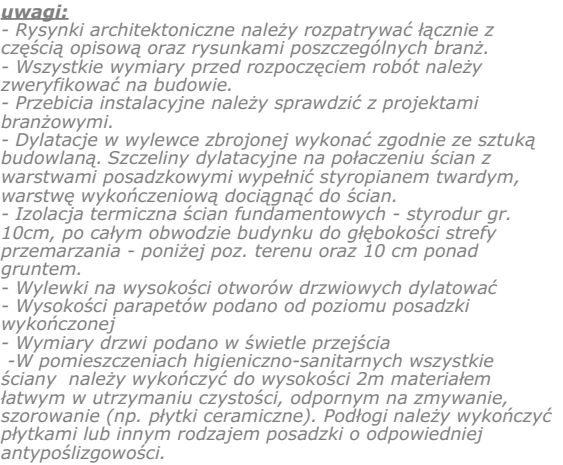 uwagi:
- Rysynki architektoniczne należy rozpatrywać łącznie z
częścią opisową oraz rysunkami poszczególnych branż.
- Wszystkie wymiary przed rozpoczęciem robót należy
zweryfikować na budowie.
- Przebicia instalacyjne należy sprawdzić z projektami
branżowymi.
- Dylatacje w wylewce zbrojonej wykonać zgodnie ze sztuką
budowlaną. Szczeliny dylatacyjne na połaczeniu ścian z
warstwami posadzkowymi wypełnić styropianem twardym,
warstwę wykończeniową dociągnąć do ścian.
- Izolacja termiczna ścian fundamentowych - styrodur gr.
10cm, po całym obwodzie budynku do głębokości strefy
przemarzania - poniżej poz. terenu oraz 10 cm ponad
gruntem.
- Wylewki na wysokości otworów drzwiowych dylatować
- Wysokości parapetów podano od poziomu posadzki
wykończonej
- Wymiary drzwi podano w świetle przejścia
-W pomieszczeniach higieniczno-sanitarnych wszystkie
ściany  należy wykończyć do wysokości 2m materiałem
łatwym w utrzymaniu czystości, odpornym na zmywanie,
szorowanie (np. płytki ceramiczne). Podłogi należy wykończyć
płytkami lub innym rodzajem posadzki o odpowiedniej
antypoślizgowości.